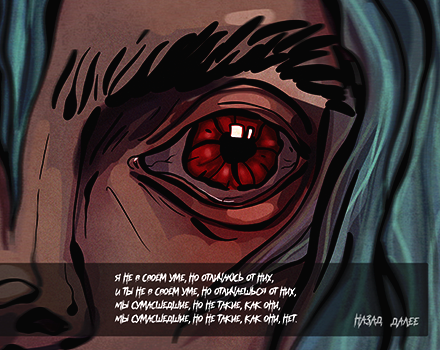 Я НЕ В СВОЕМ УМЕ, НО ОТЛИЧАЮСЬ ОТ НИХ,
И ТЫ НЕ В СВОЕМ УМЕ, НО ОТЛИЧАЕШЬСЯ ОТ НИХ,
МЫ СУМАСШЕДШИЕ, НО НЕ ТАКИЕ, КАК ОНИ,
МЫ СУМАСШЕДШИЕ, НО НЕ ТАКИЕ, КАК ОНИ, НЕТ.
НАЗАД ДАЛЕЕ